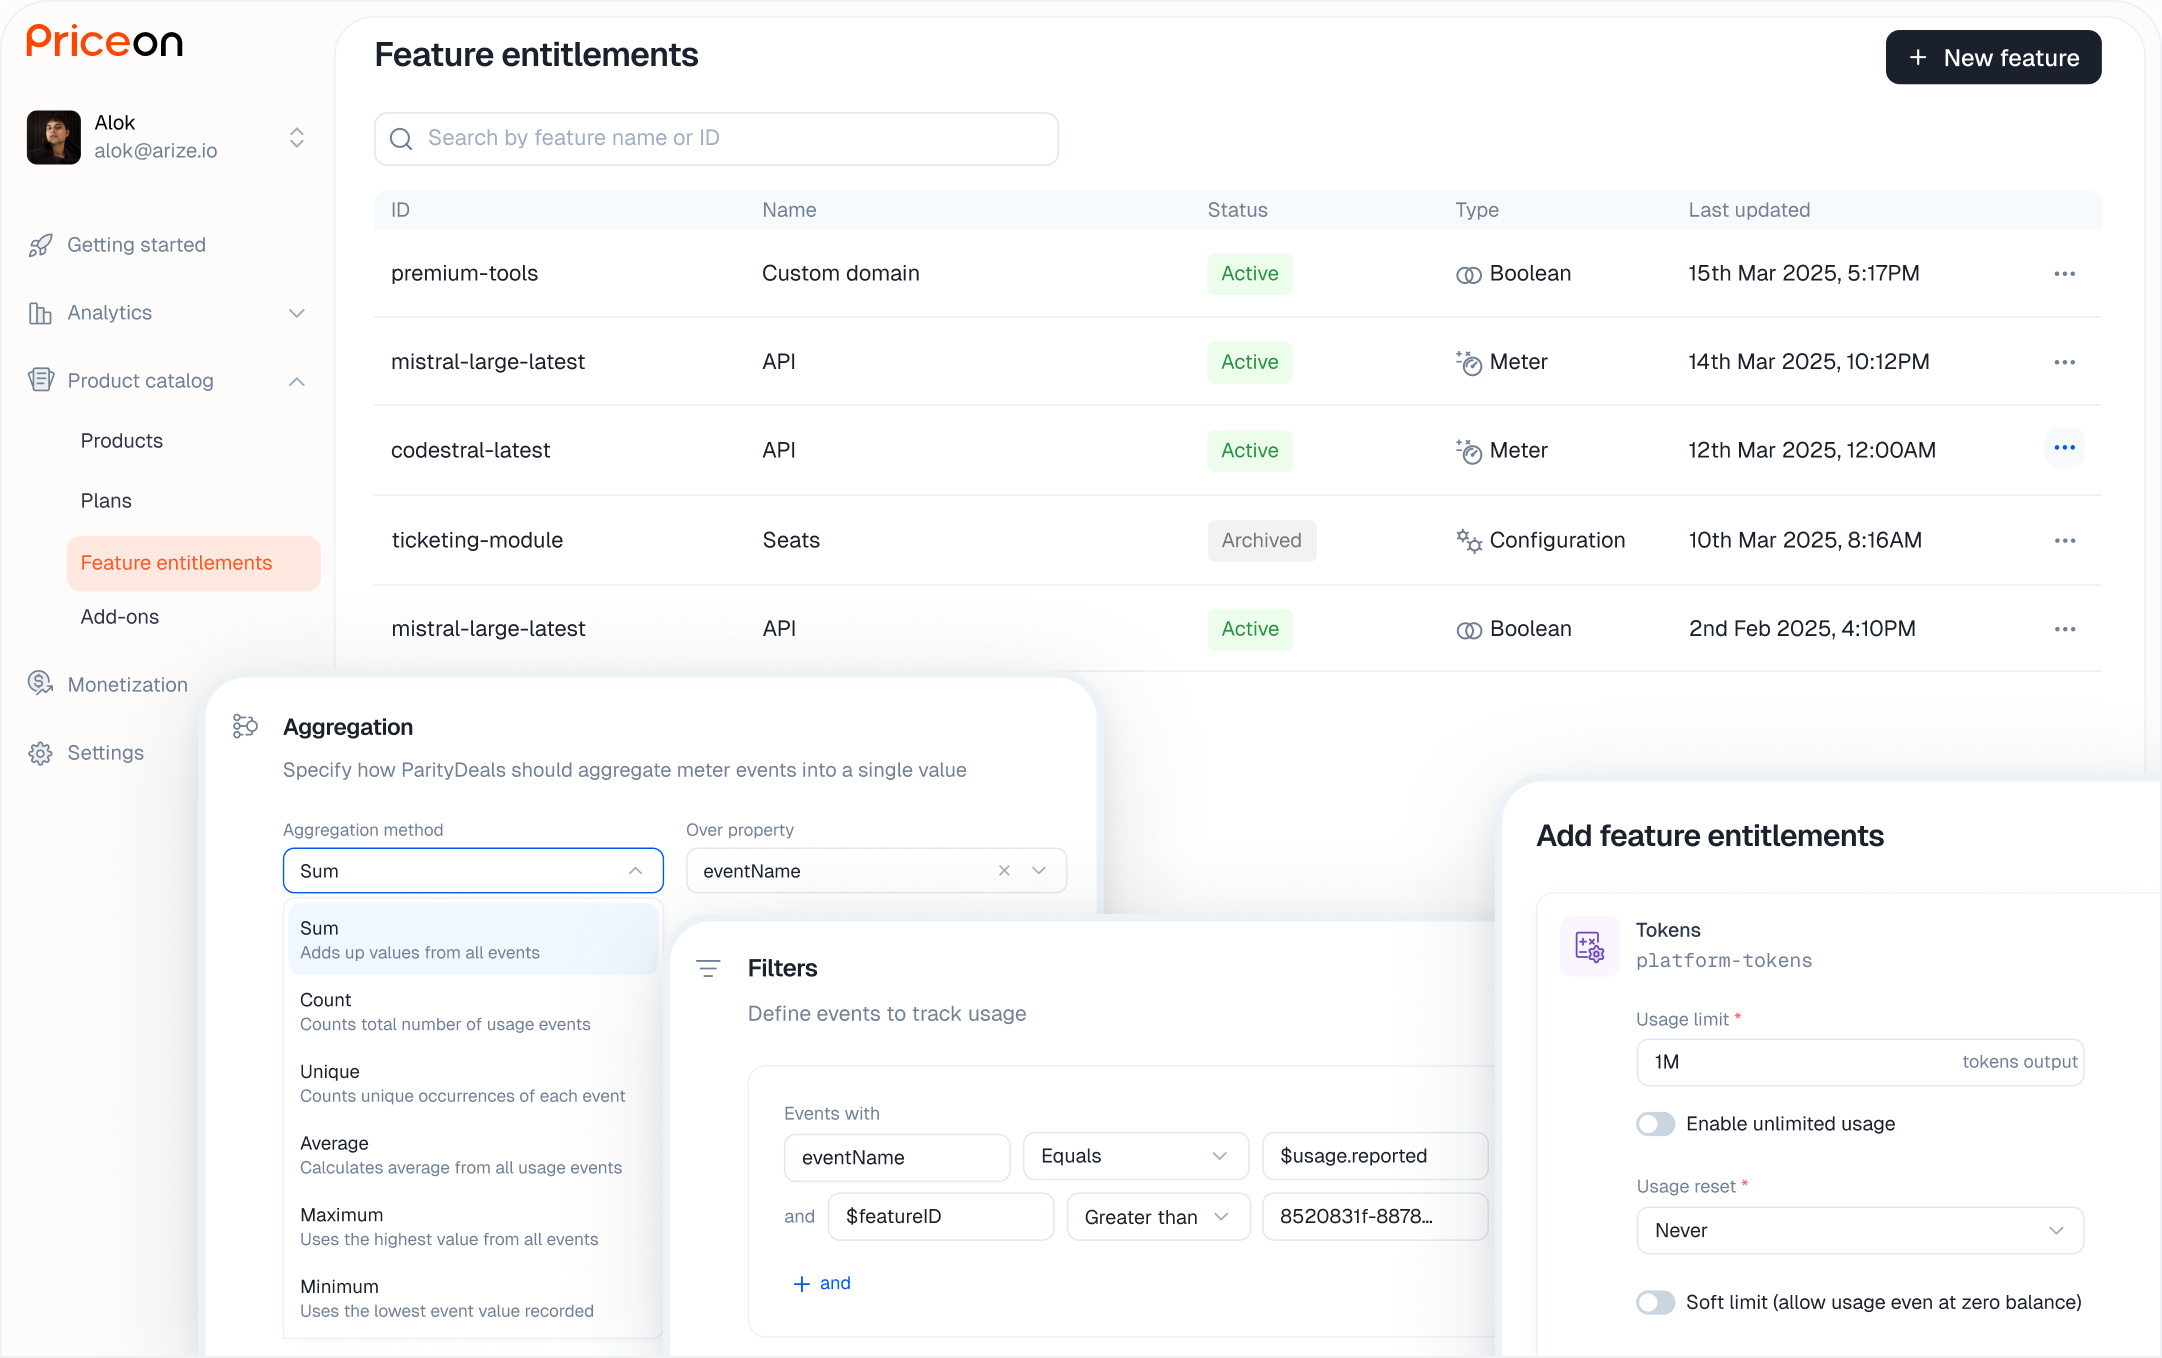 Priceon
Alok
alok@arize.io
Getting started
Analytics
Product catalog
Products
Plans
Feature entitlements
Add-ons
Monetization
Settings
Feature entitlements
+ New feature
Search by feature name or ID
ID Name Status Type Last updated
premium-tools Custom domain Active Boolean 15th Mar 2025, 5:17PM
mistral-large-latest API Active Meter 14th Mar 2025, 10:12PM
codestral-latest API Active Meter 12th Mar 2025, 12:00AM
ticketing-module Seats Archived Configuration 10th Mar 2025, 8:16AM
mistral-large-latest API Active Boolean 2nd Feb 2025, 4:10PM
Aggregation
Specify how ParityDeals should aggregate meter events into a single value
Aggregation method Over property
Sum eventName
Sum
Adds up values from all events
Count
Counts total number of usage events
Unique
Counts unique occurrences of each event
Average
Calculates average from all usage events
Maximum
Uses the highest value from all events
Minimum
Uses the lowest event value recorded
Filters
Define events to track usage
Events with
eventName Equals $usage.reported
and $featureID Greater than 8520831f-8878...
+ and
Add feature entitlements
Tokens
platform-tokens
Usage limit *
1M tokens output
Enable unlimited usage
Usage reset *
Never
Soft limit (allow usage even at zero balance)